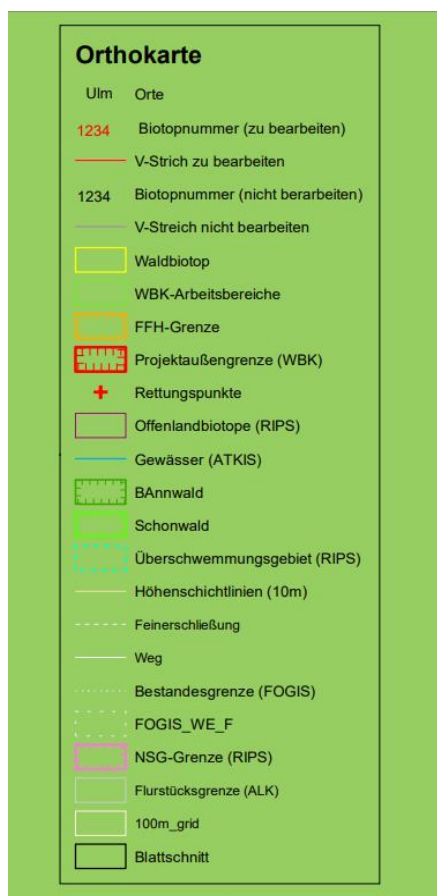 Orthokarte
Ulm Orte
1234 Biotopnummer (zu bearbeiten)
V-Strich zu bearbeiten
1234 Biotopnummer (nicht berarbeiten)
V-Streich nicht bearbeiten
Waldbiotop
WBK-Arbeitsbereiche
FFH-Grenze
Projektaußengrenze (WBK)
Rettungspunkte
Offenlandbiotope (RIPS)
Gewässer (ATKIS)
BAnnwald
Schonwald
Überschwemmungsgebiet (RIPS)
Höhenschichtlinien (10m)
Feinerschließung
Weg
Bestandesgrenze (FOGIS)
FOGIS_WE_F
NSG-Grenze (RIPS)
Flurstücksgrenze (ALK)
100m_grid
Blattschnitt